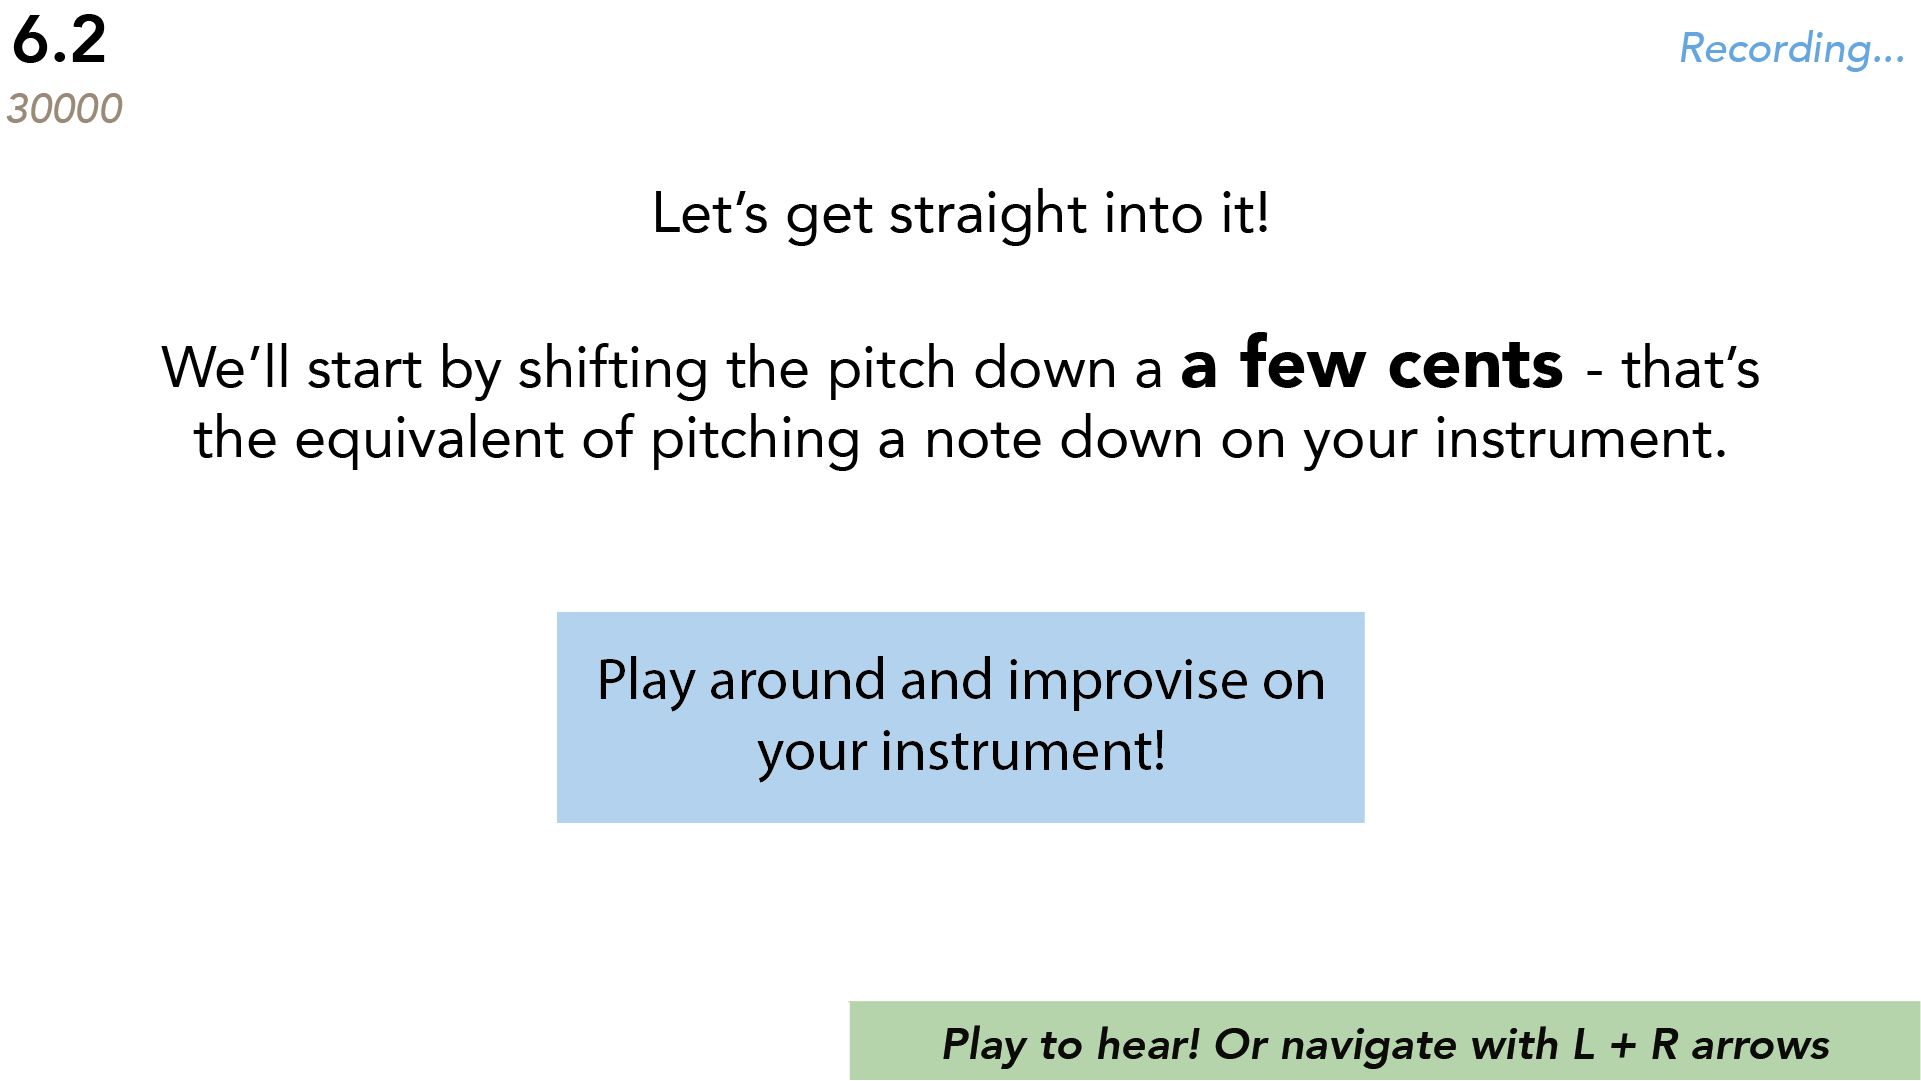 6.2
Recording...
30000
Let’s get straight into it!
We’ll start by shifting the pitch down a a few cents - that’s
the equivalent of pitching a note down on your instrument.
Play around and improvise on
your instrument!
Play to hear! Or navigate with L + R arrows